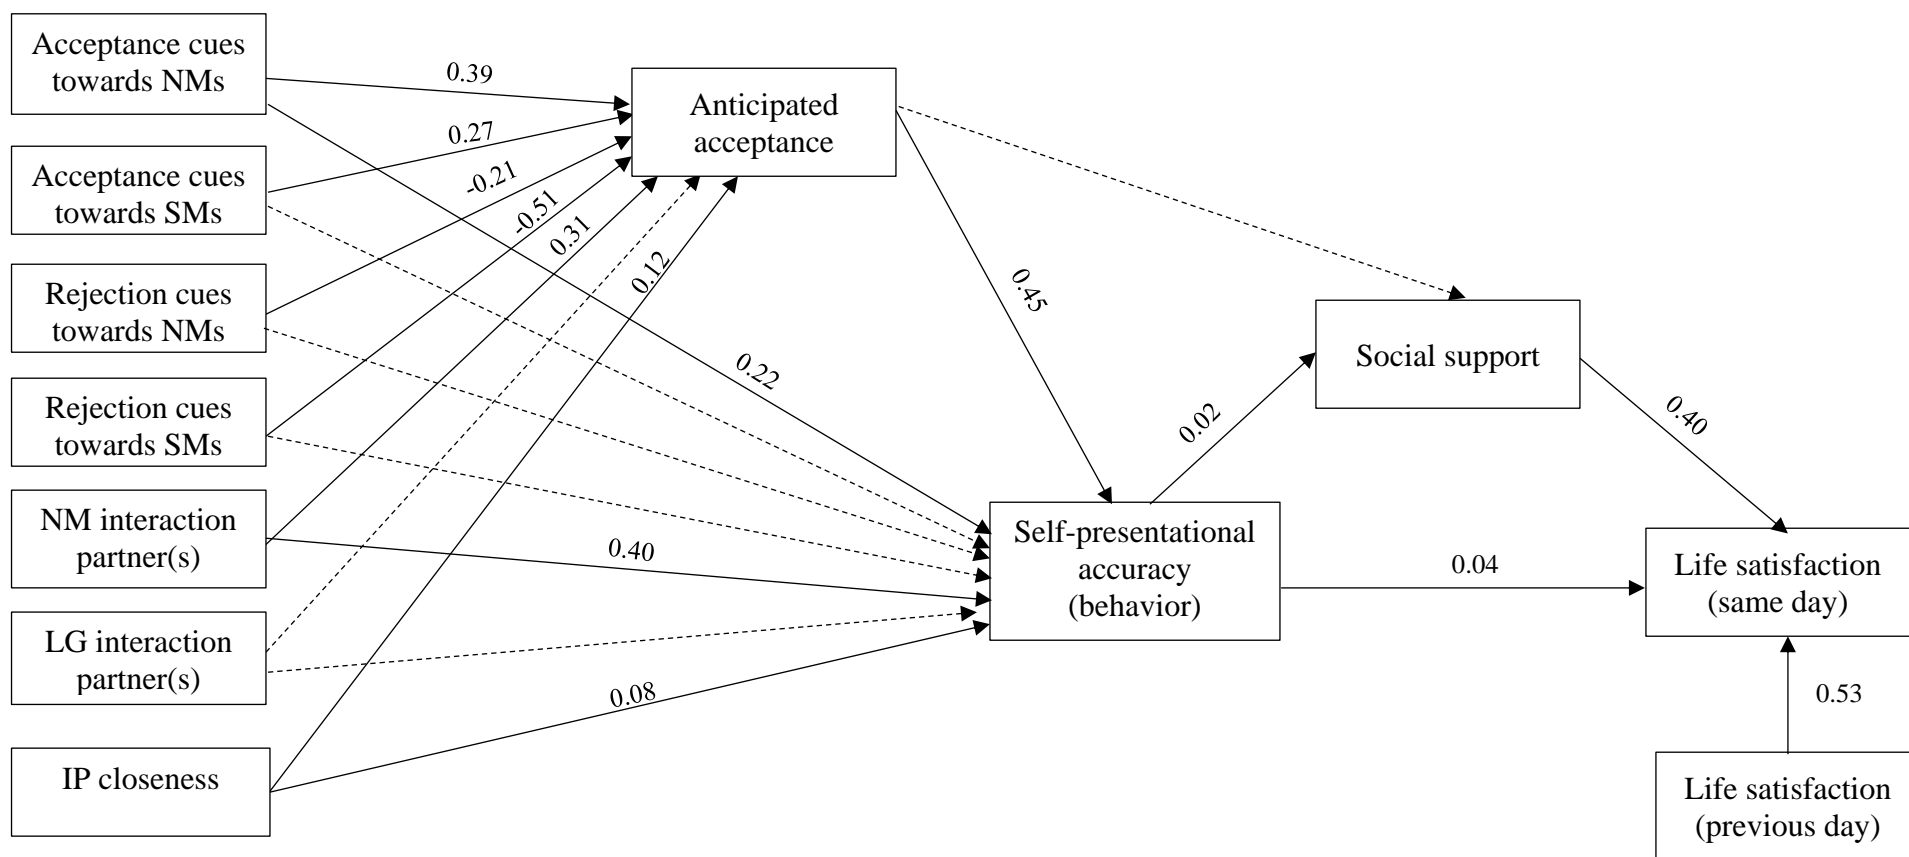 Acceptance cues
towards NMs
Acceptance cues
towards SMs
Rejection cues
towards NMs
Rejection cues
towards SMs
NM interaction
partner(s)
LG interaction
partner(s)
IP closeness
0.39
0.27
-0.21
-0.51
0.31
0.12
Anticipated
acceptance
0.22
0.40
0.08
0.45
Self-presentational
accuracy
(behavior)
0.02
Social support
0.40
0.04
Life satisfaction
(same day)
0.53
Life satisfaction
(previous day)